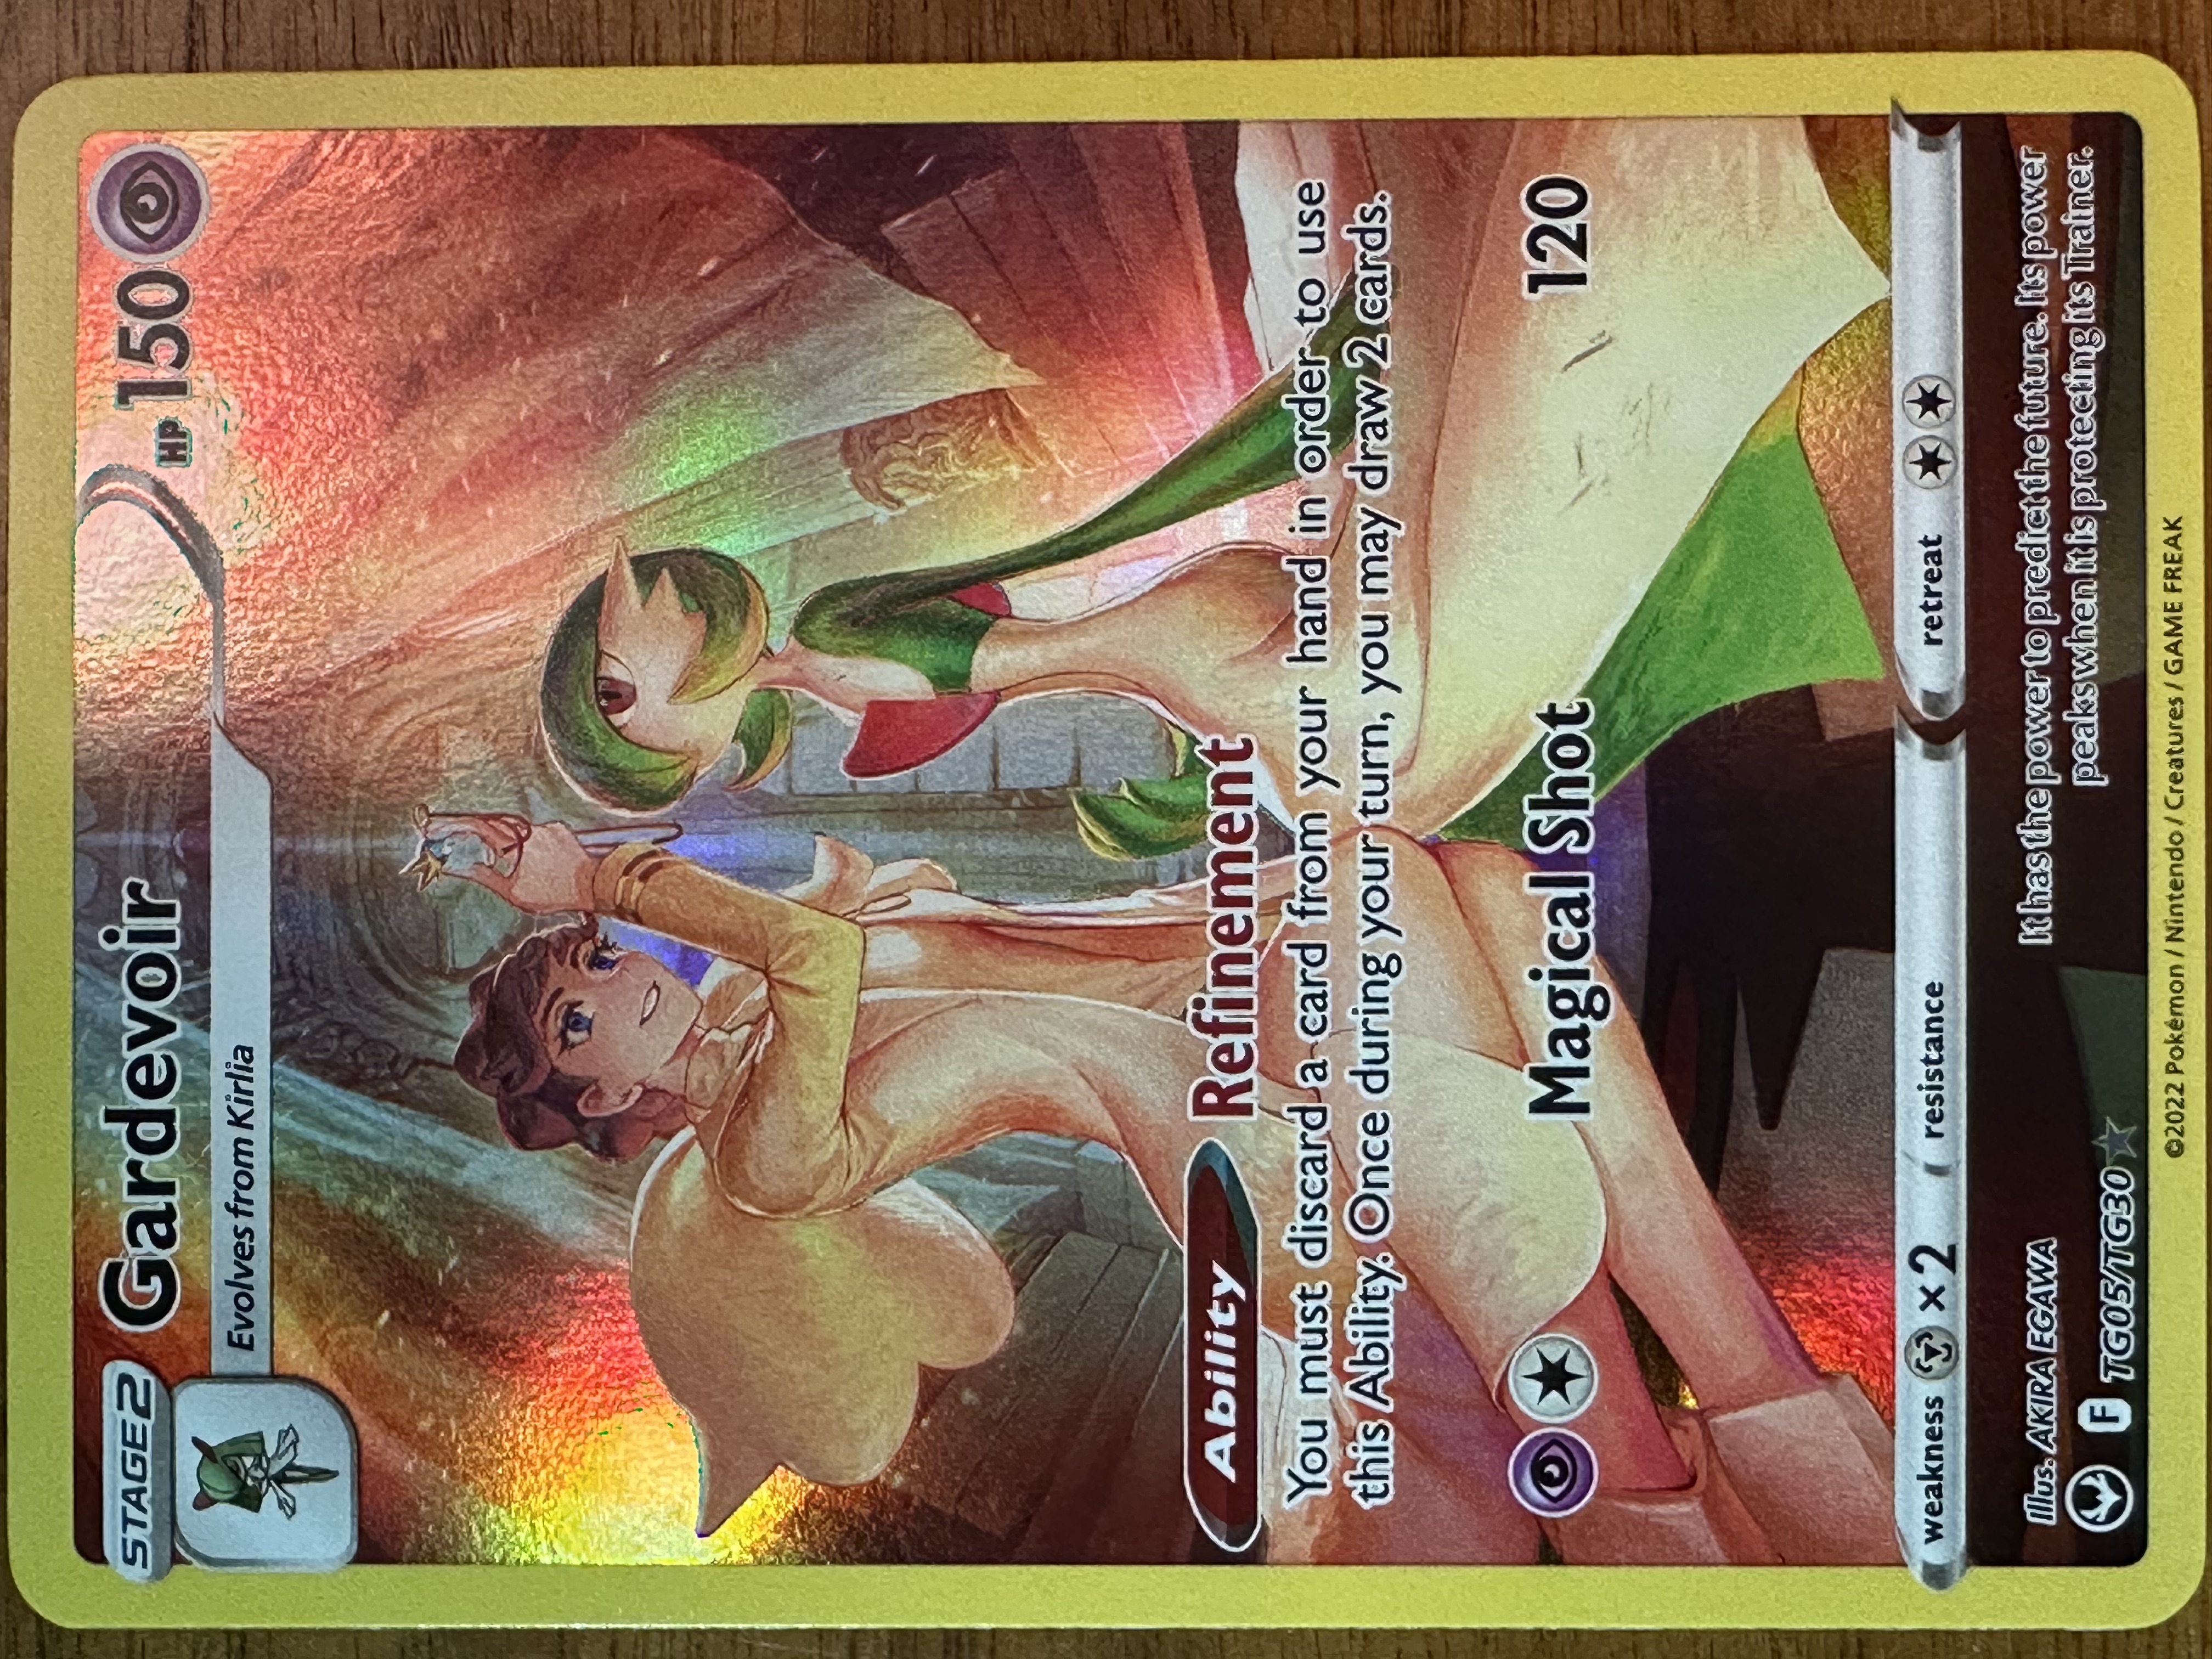 STAGE 2
Gardevoir
HP 150
Evolves from Kirlia
Ability Refinement
You must discard a card from your hand in order to use
this Ability. Once during your turn, you may draw 2 cards.
Magical Shot 120
weakness ×2 resistance retreat
Illus. AKIRA EGAWA
It has the power to predict the future. Its power
peaks when it is protecting its Trainer.
F TG05/TG30
©2022 Pokémon / Nintendo / Creatures / GAME FREAK